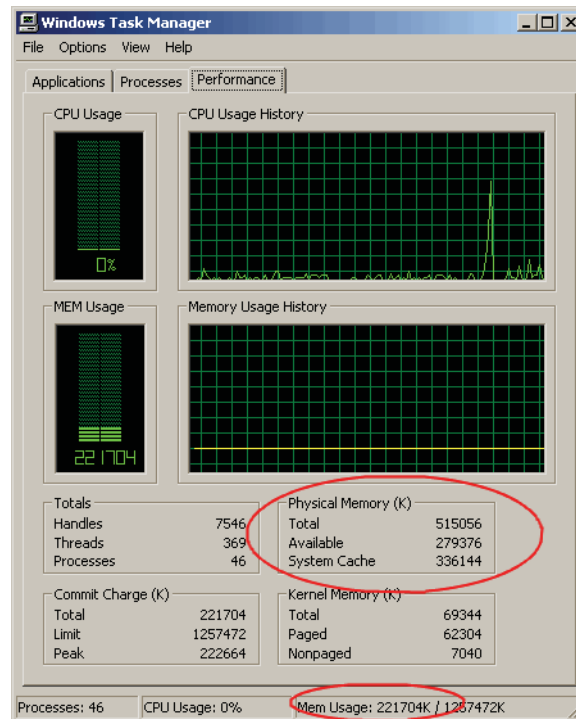 Windows Task Manager
File Options View Help
Applications Processes Performance
CPU Usage CPU Usage History
0%
MEM Usage Memory Usage History
221704
Totals Physical Memory (K)
Handles 7546 Total 515056
Threads 369 Available 279376
Processes 46 System Cache 336144
Commit Charge (K) Kernel Memory (K)
Total 221704 Total 69344
Limit 1257472 Paged 62304
Peak 222664 Nonpaged 7040
Processes: 46 CPU Usage: 0% Mem Usage: 221704K / 1257472K